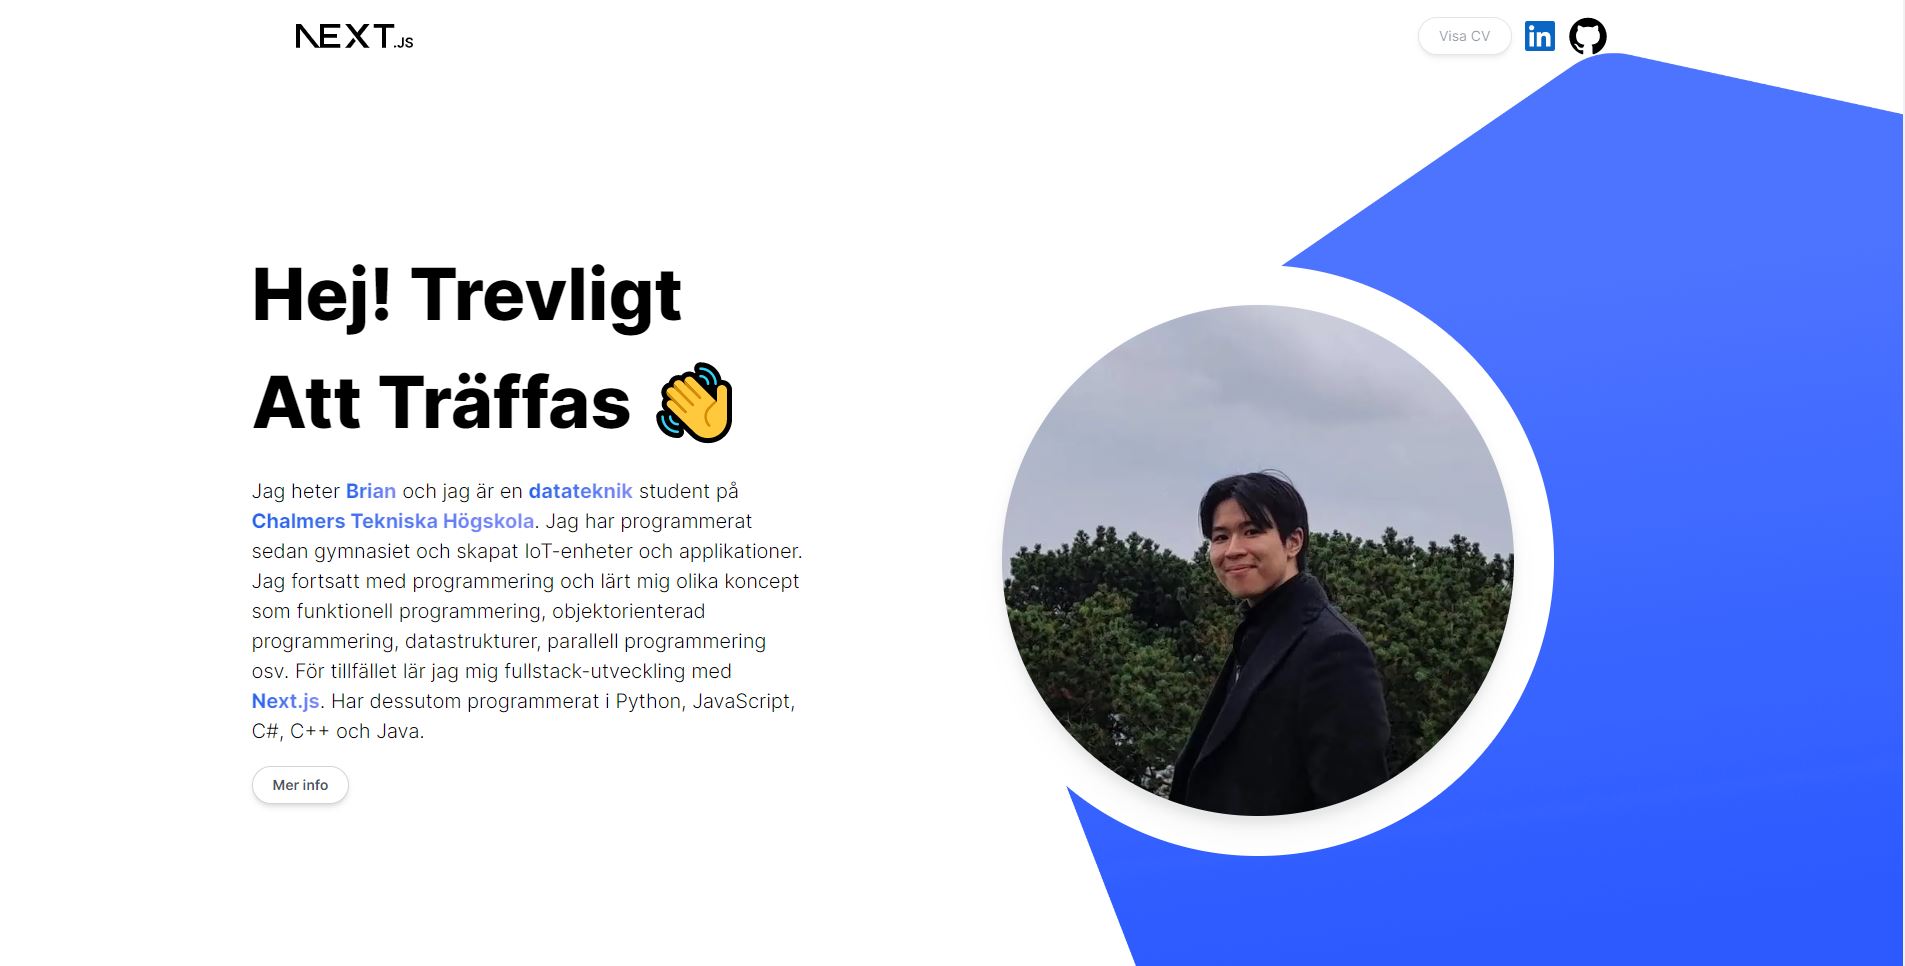 NEXT.JS
Visa CV
in
Hej! Trevligt
Att Träffas 👋
Jag heter Brian och jag är en datateknik student på
Chalmers Tekniska Högskola. Jag har programmerat
sedan gymnasiet och skapat IoT-enheter och applikationer.
Jag fortsatt med programmering och lärt mig olika koncept
som funktionell programmering, objektorienterad
programmering, datastrukturer, parallell programmering
osv. För tillfället lär jag mig fullstack-utveckling med
Next.js. Har dessutom programmerat i Python, JavaScript,
C#, C++ och Java.
Mer info